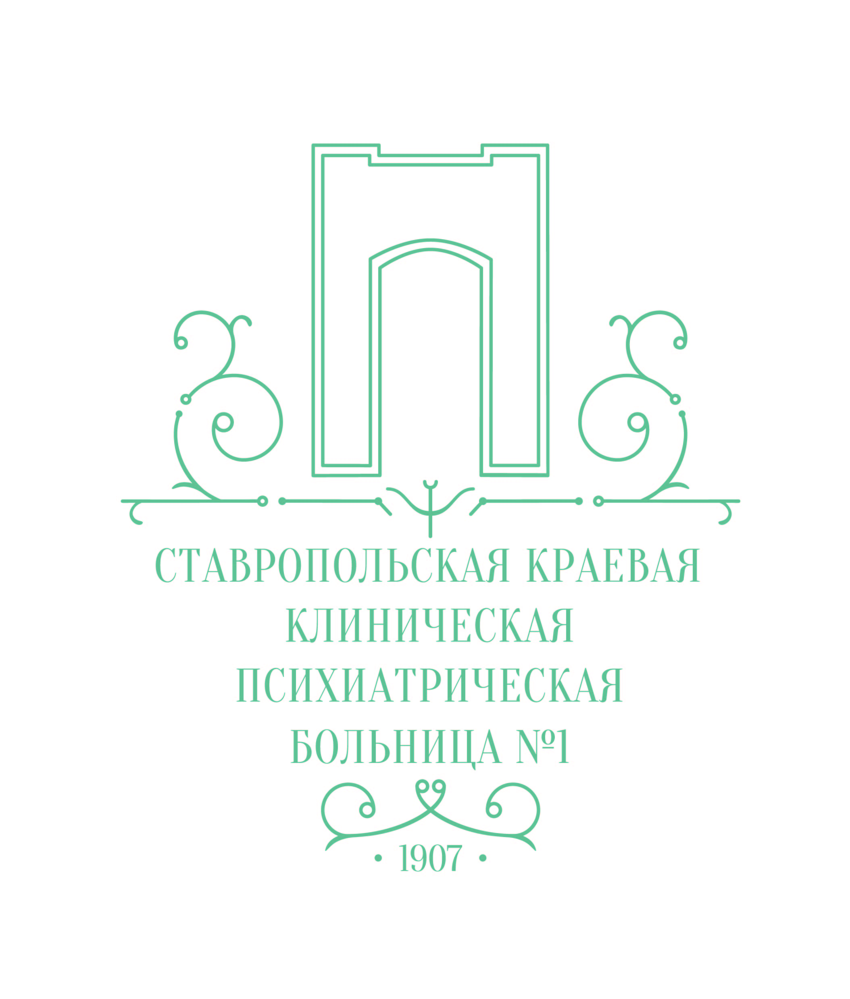 СТАВРОПОЛЬСКАЯ КРАЕВАЯ
КЛИНИЧЕСКАЯ
ПСИХИАТРИЧЕСКАЯ
БОЛЬНИЦА №1
• 1907 •